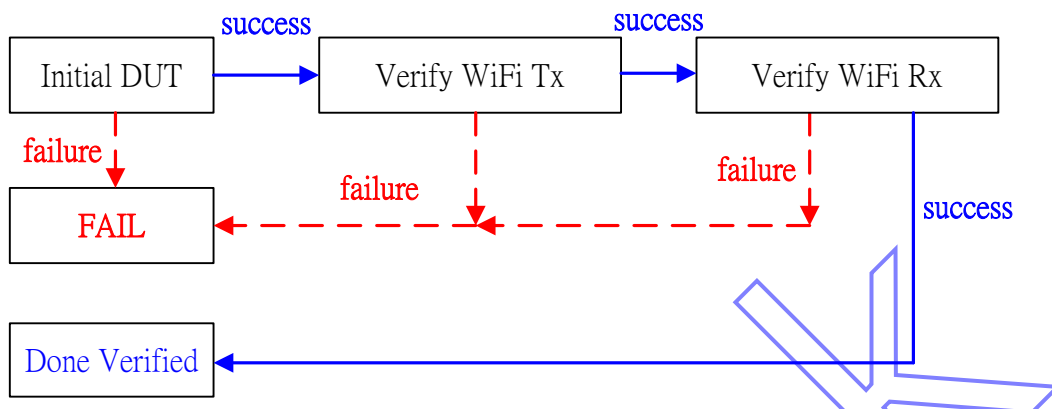 success
success
Initial DUT
Verify WiFi Tx
Verify WiFi Rx
failure
failure
failure
success
FAIL
Done Verified